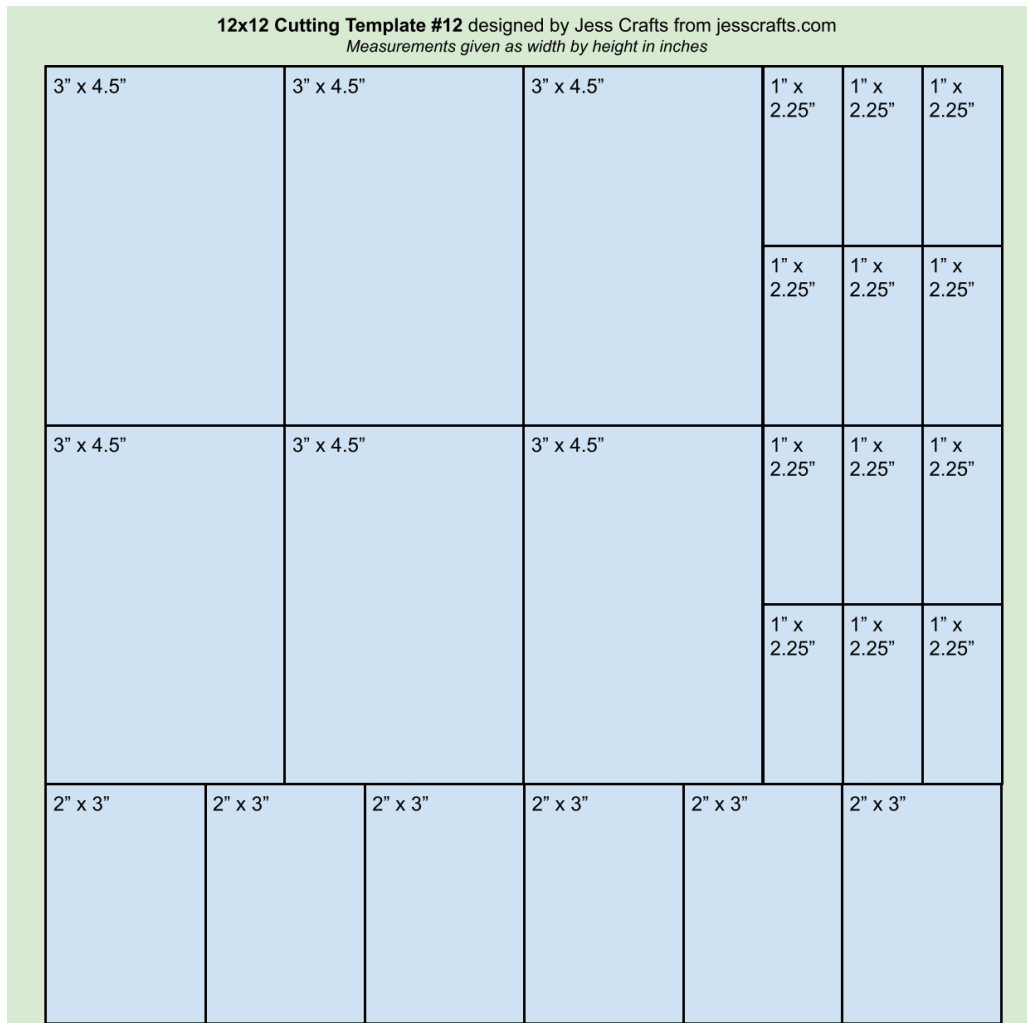 12x12 Cutting Template #12 designed by Jess Crafts from jesscrafts.com
Measurements given as width by height in inches
3” x 4.5”
3” x 4.5”
3” x 4.5”
1” x
2.25”
1” x
2.25”
1” x
2.25”
1” x
2.25”
1” x
2.25”
1” x
2.25”
3” x 4.5”
3” x 4.5”
3” x 4.5”
1” x
2.25”
1” x
2.25”
1” x
2.25”
1” x
2.25”
1” x
2.25”
1” x
2.25”
2” x 3”
2” x 3”
2” x 3”
2” x 3”
2” x 3”
2” x 3”